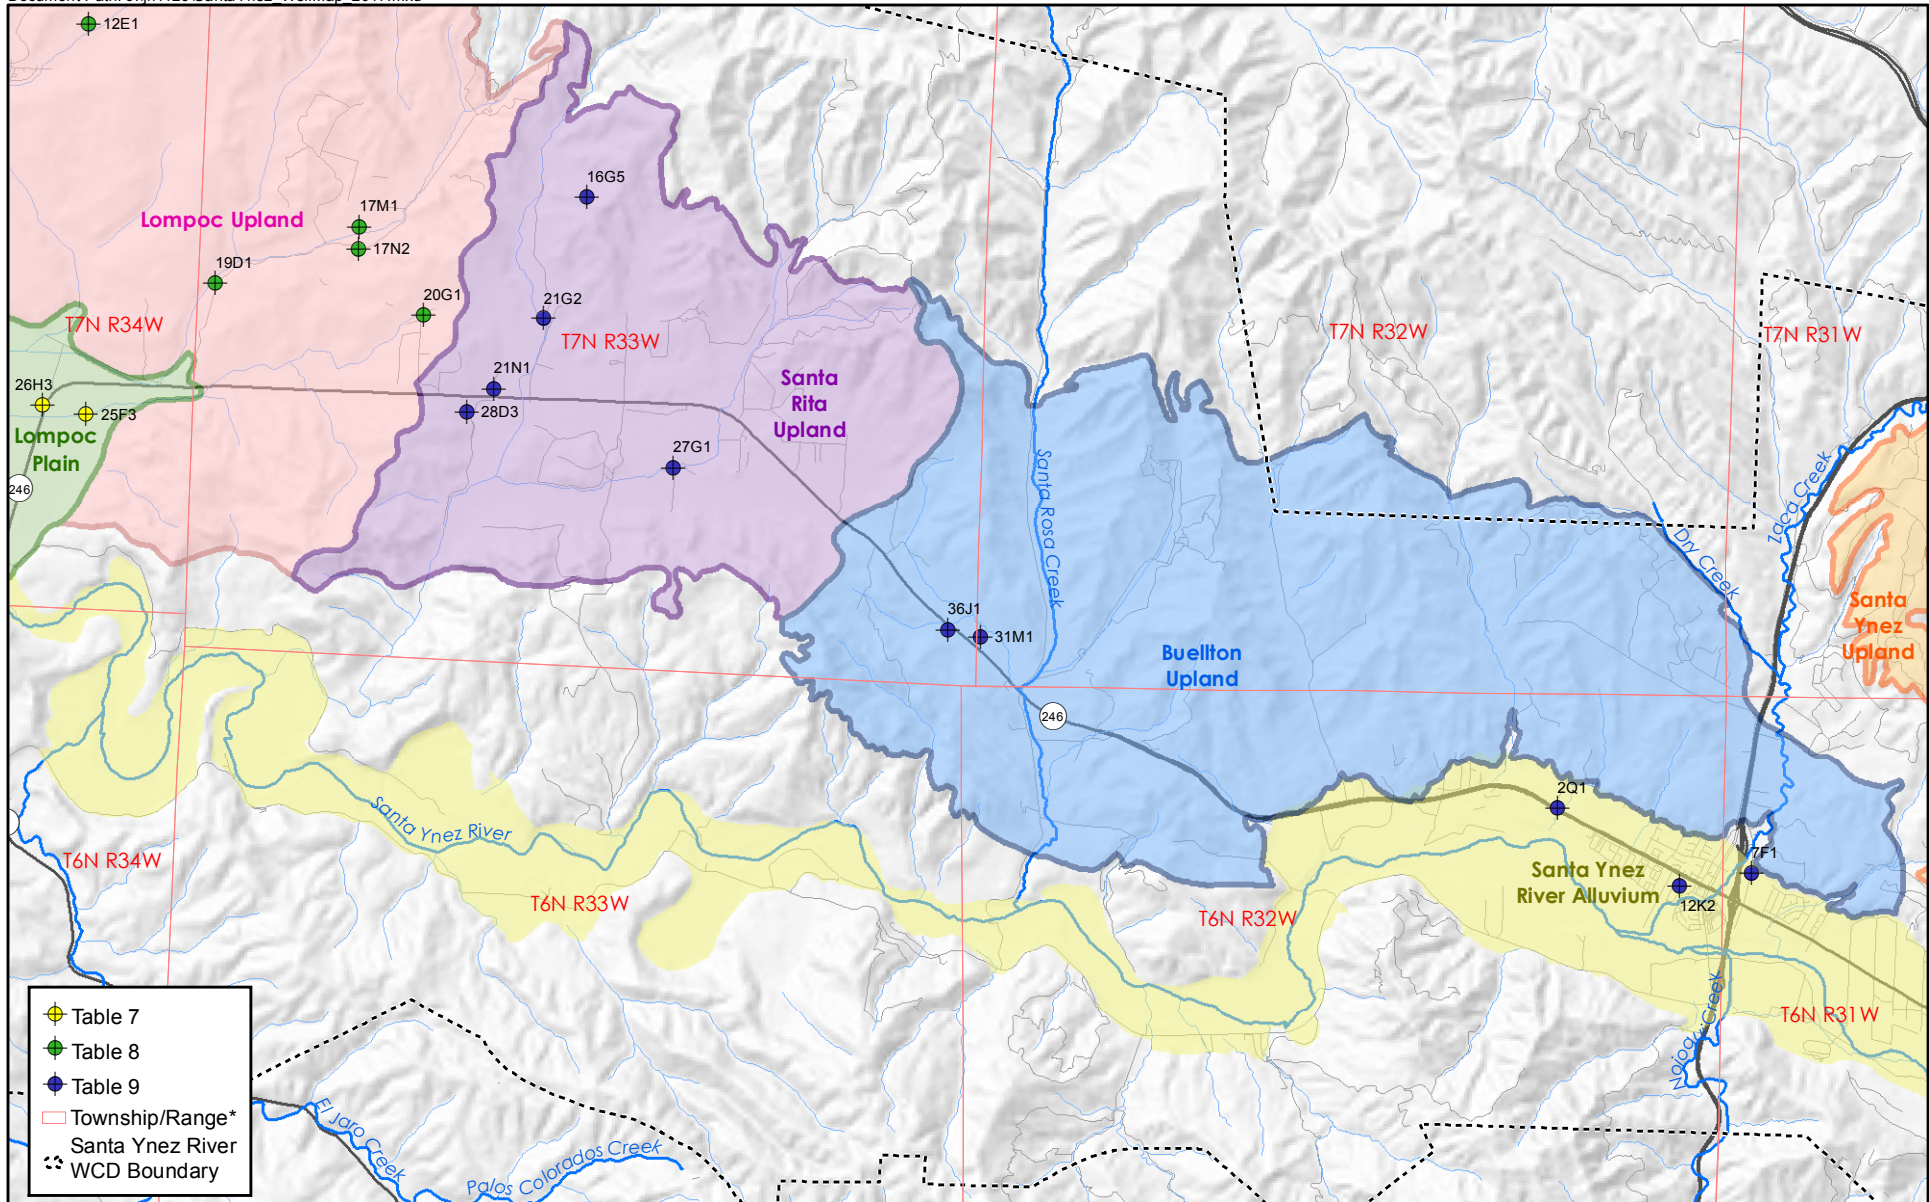 12E1
16G5
17M1
Lompoc Upland
17N2
19D1
20G1
21G2
T7N R34W
T7N R33W
T7N R32W
T7N R31W
26H3
25F3
21N1
28D3
Santa
Rita
Upland
Lompoc
Plain
27G1
246
Santa Rosa Creek
Zaca Creek
Dry Creek
36J1
31M1
Buellton
Upland
Santa
Ynez
Upland
246
2Q1
Santa Ynez River
T6N R34W
T6N R33W
T6N R32W
Santa Ynez
River Alluvium
7F1
12K2
Nojoqui Creek
T6N R31W
Table 7
Table 8
Table 9
Township/Range*
Santa Ynez River
WCD Boundary
El Jaro Creek
Palos Colorados Creek